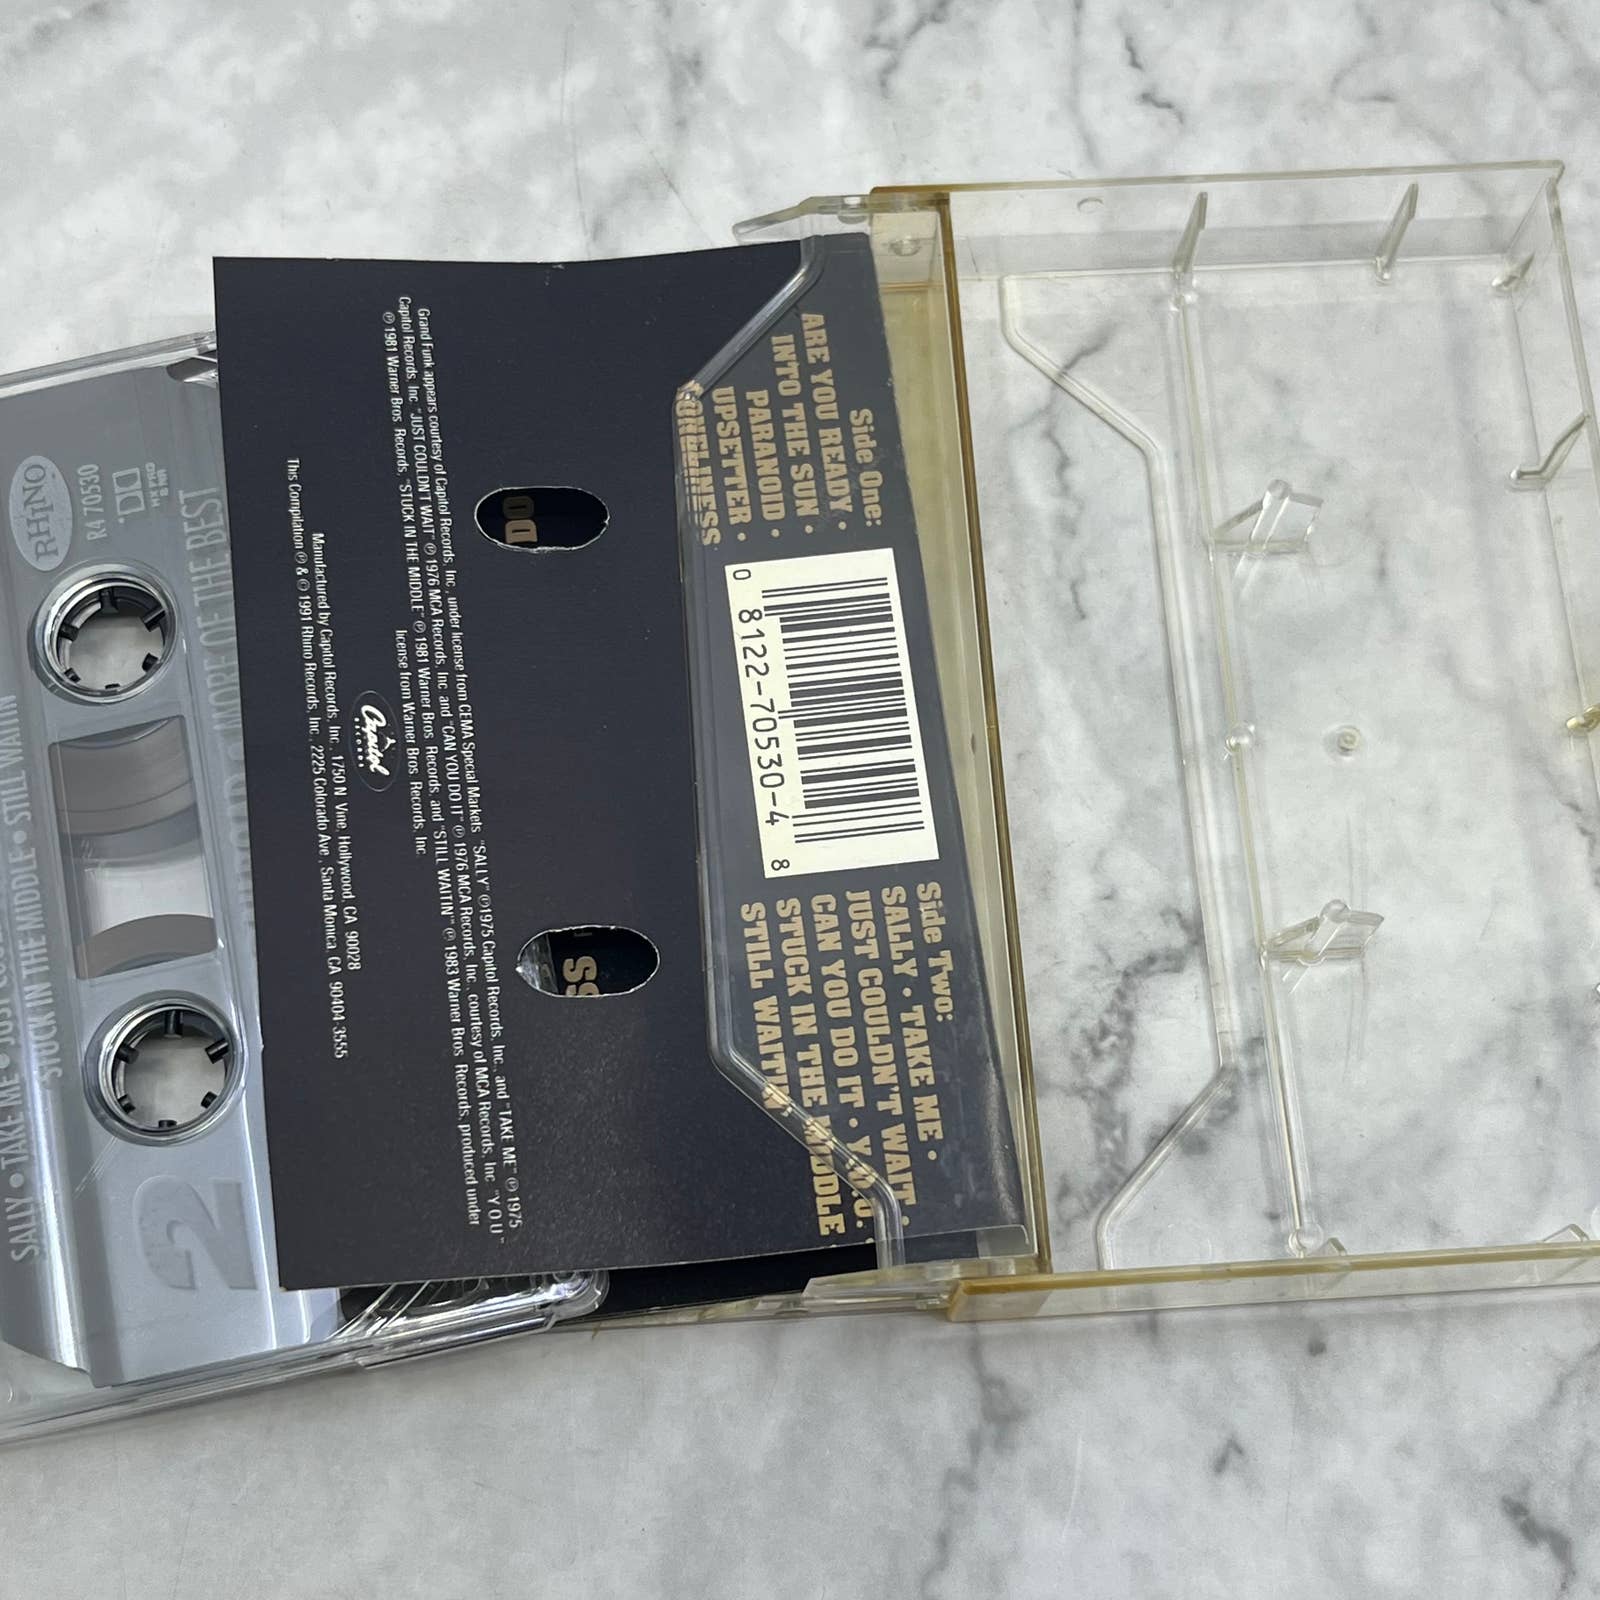 Side One:
ARE YOU READY •
INTO THE SUN •
PARANOID •
UPSETTER •
LONELINESS
0 8122-70530-4 8
Side Two:
SALLY • TAKE ME •
JUST COULDN'T WAIT •
CAN YOU DO IT • Y.O.U.
STUCK IN THE MIDDLE
STILL WAITIN'
Grand Funk appears courtesy of Capitol Records, Inc., under license from CEMA Special Markets. "SALLY" ℗1975 Capitol Records, Inc., and "TAKE ME" ℗ 1975
Capitol Records, Inc. "JUST COULDN'T WAIT" ℗ 1976 MCA Records, Inc. and "CAN YOU DO IT" ℗ 1976 MCA Records, Inc., courtesy of MCA Records, Inc. "Y O U"
℗ 1981 Warner Bros. Records, "STUCK IN THE MIDDLE" ℗ 1981 Warner Bros. Records, and "STILL WAITIN'" ℗ 1983 Warner Bros. Records, produced under
license from Warner Bros. Records, Inc.
Capitol
RECORDS
Manufactured by Capitol Records, Inc., 1750 N. Vine, Hollywood, CA 90028
This Compilation ℗ & © 1991 Rhino Records, Inc., 2225 Colorado Ave., Santa Monica, CA 90404-3555
DO
SS
RHINO
R4 70530
DD
HX PRO
MORE OF THE BEST
2
SALLY • TAKE ME •
STUCK IN THE MIDDLE • STILL WAITIN'